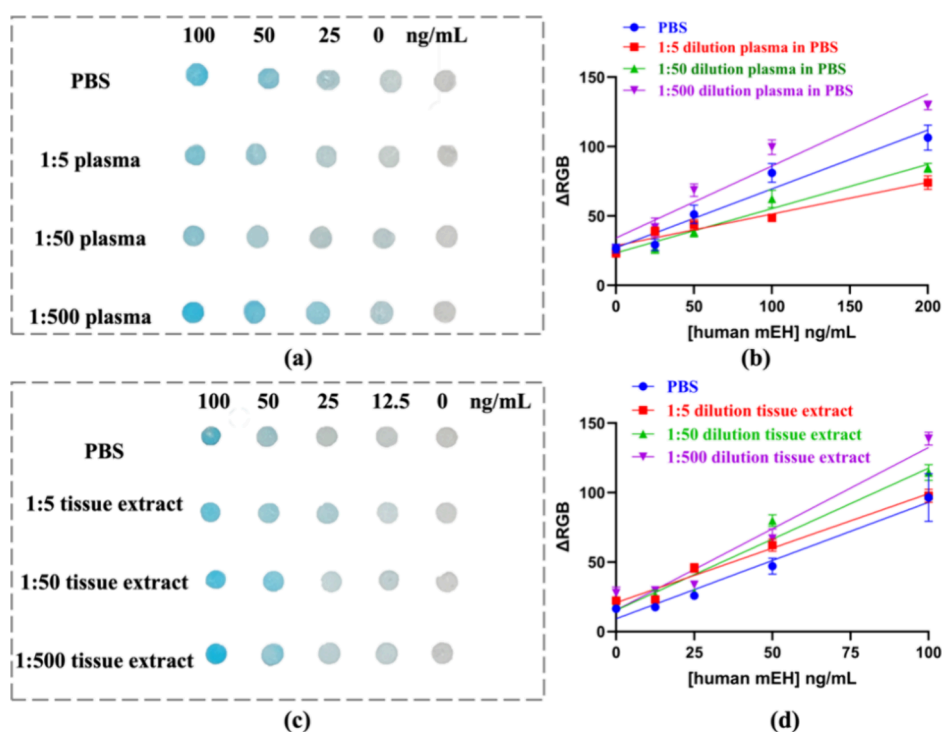 100 50 25 0 ng/mL
PBS
1:5 plasma
1:50 plasma
1:500 plasma
(a)
PBS
1:5 dilution plasma in PBS
1:50 dilution plasma in PBS
1:500 dilution plasma in PBS
ΔRGB
150
100
50
0
0 50 100 150 200
[human mEH] ng/mL
(b)
100 50 25 12.5 0 ng/mL
PBS
1:5 tissue extract
1:50 tissue extract
1:500 tissue extract
(c)
PBS
1:5 dilution tissue extract
1:50 dilution tissue extract
1:500 dilution tissue extract
ΔRGB
150
100
50
0
0 25 50 75 100
[human mEH] ng/mL
(d)